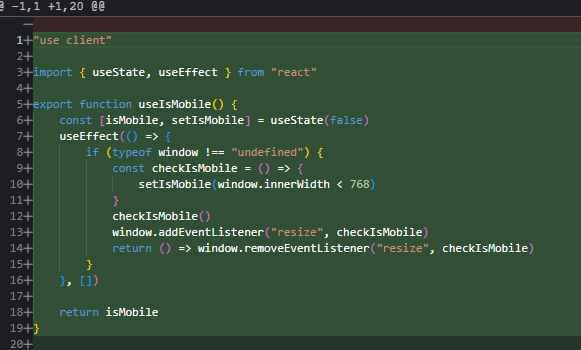 @ -1,1 +1,20 @@
—
1+"use client"
2+
3+import { useState, useEffect } from "react"
4+
5+export function useIsMobile() {
6+    const [isMobile, setIsMobile] = useState(false)
7+    useEffect(() => {
8+        if (typeof window !== "undefined") {
9+            const checkIsMobile = () => {
10+                setIsMobile(window.innerWidth < 768)
11+            }
12+            checkIsMobile()
13+            window.addEventListener("resize", checkIsMobile)
14+            return () => window.removeEventListener("resize", checkIsMobile)
15+        }
16+    }, [])
17+
18+    return isMobile
19+}
20+